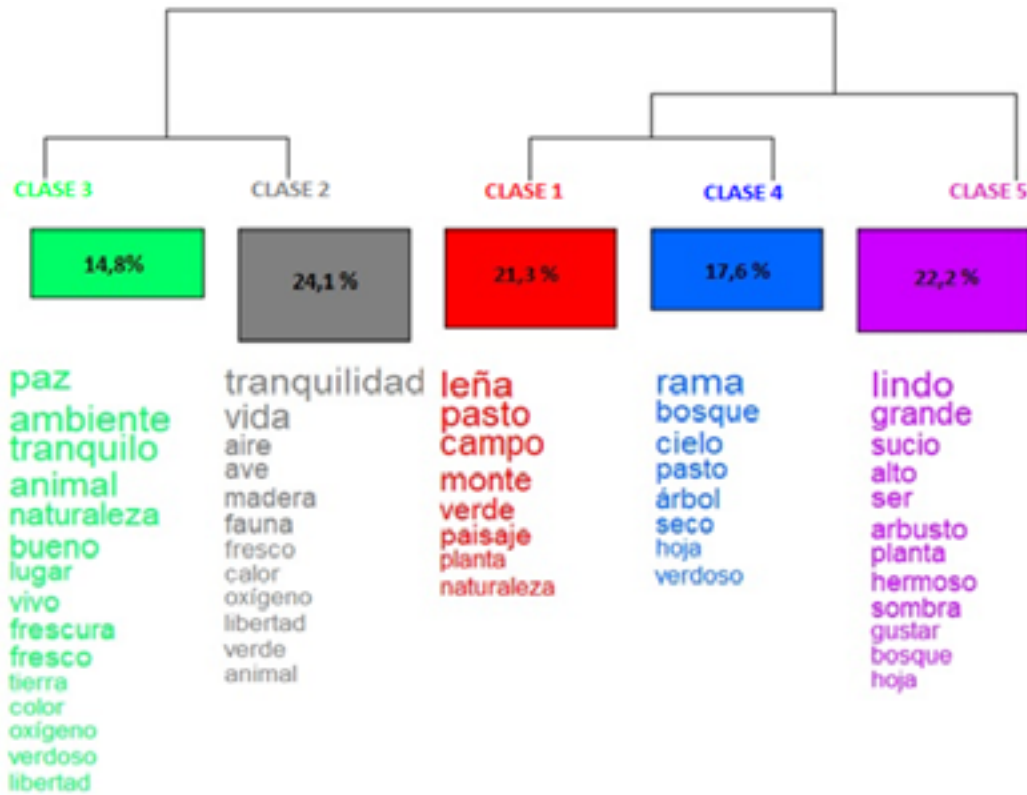 CLASE 3
14,8%
paz
ambiente
tranquilo
animal
naturaleza
bueno
lugar
vivo
frescura
fresco
tierra
color
oxígeno
verdoso
libertad
CLASE 2
24,1 %
tranquilidad
vida
aire
ave
madera
fauna
fresco
calor
oxígeno
libertad
verde
animal
CLASE 1
21,3 %
leña
pasto
campo
monte
verde
paisaje
planta
naturaleza
CLASE 4
17,6 %
rama
bosque
cielo
pasto
árbol
seco
hoja
verdoso
CLASE 5
22,2 %
lindo
grande
sucio
alto
ser
arbusto
planta
hermoso
sombra
gustar
bosque
hoja